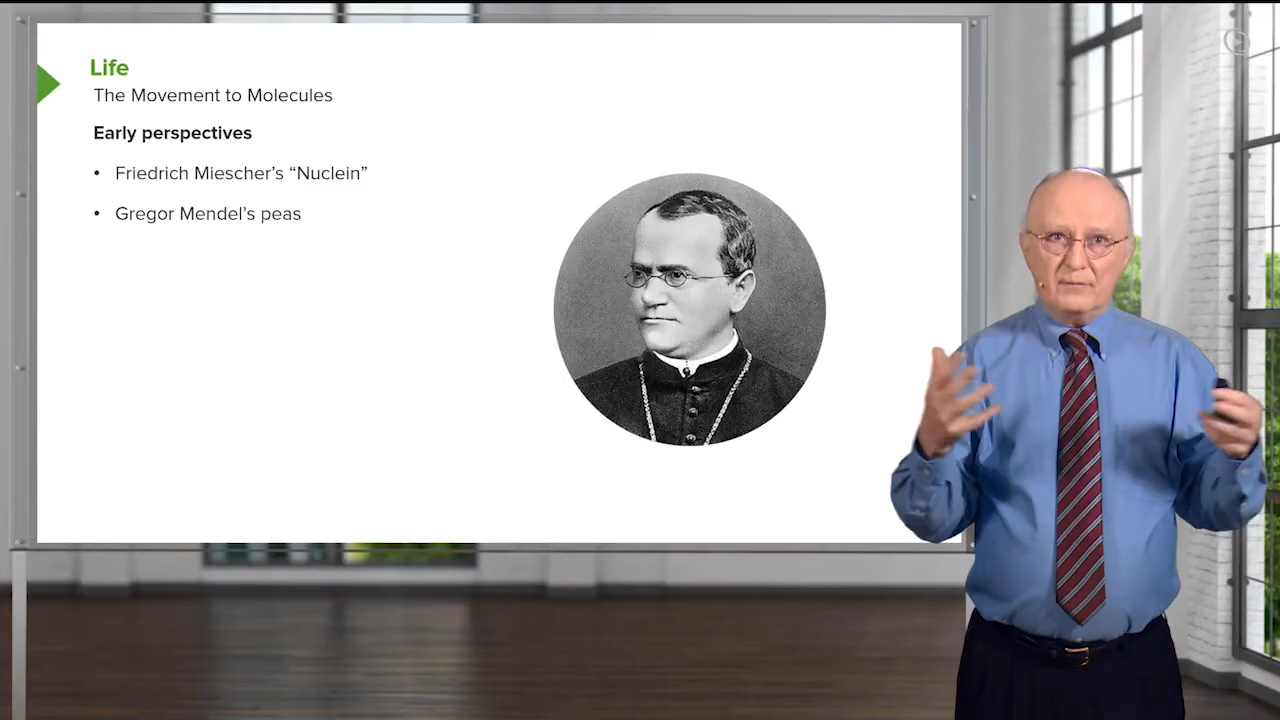 Life
The Movement to Molecules
Early perspectives
• Friedrich Miescher’s “Nuclein”
• Gregor Mendel’s peas